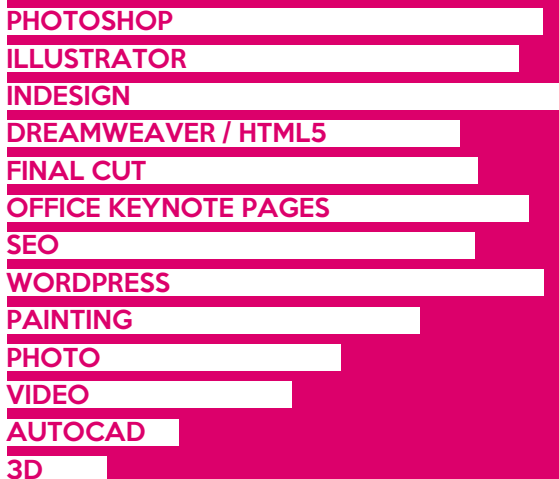 PHOTOSHOP
ILLUSTRATOR
INDESIGN
DREAMWEAVER / HTML5
FINAL CUT
OFFICE KEYNOTE PAGES
SEO
WORDPRESS
PAINTING
PHOTO
VIDEO
AUTOCAD
3D